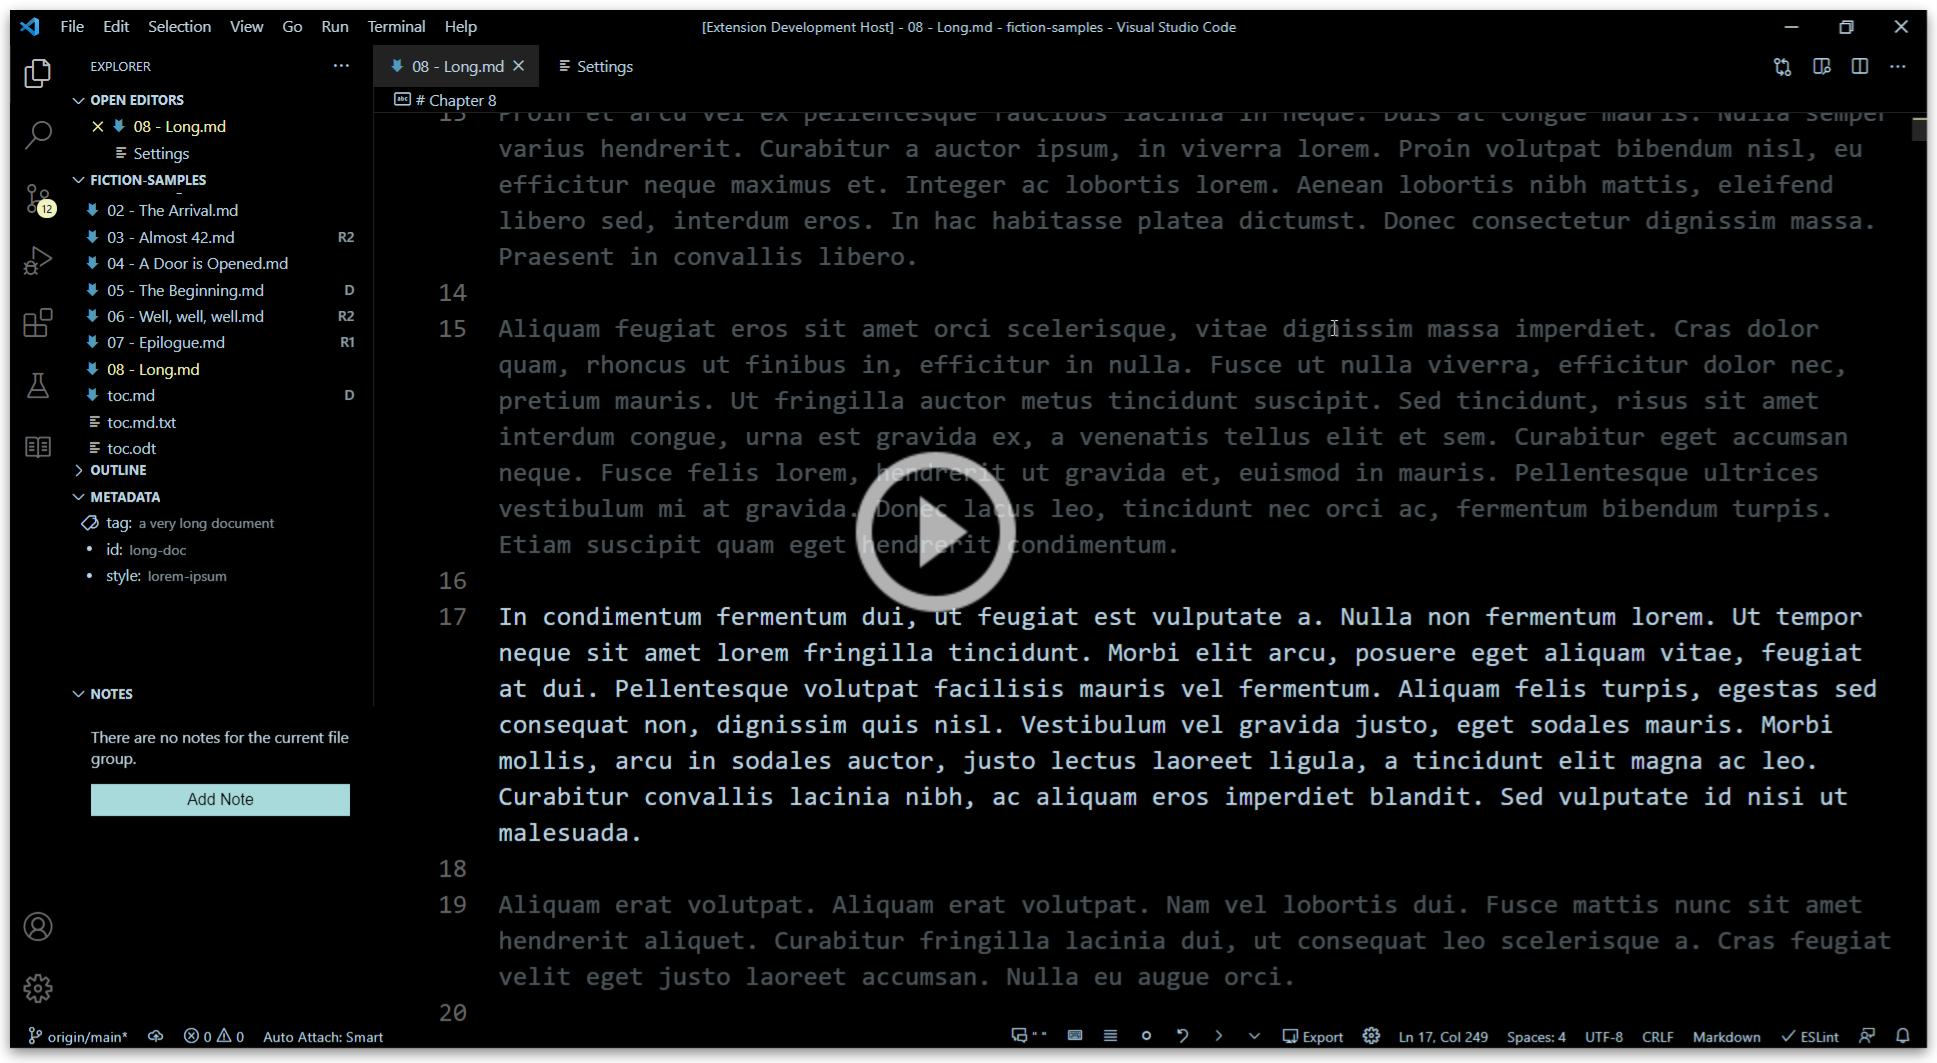 File Edit Selection View Go Run Terminal Help [Extension Development Host] - 08 - Long.md - fiction-samples - Visual Studio Code
EXPLORER ···
OPEN EDITORS
08 - Long.md
Settings
FICTION-SAMPLES
02 - The Arrival.md
03 - Almost 42.md R2
04 - A Door is Opened.md
05 - The Beginning.md D
06 - Well, well, well.md R2
07 - Epilogue.md R1
08 - Long.md
toc.md D
toc.md.txt
toc.odt
OUTLINE
METADATA
tag: a very long document
id: long-doc
style: lorem-ipsum
NOTES
There are no notes for the current file
group.
Add Note
12
08 - Long.md Settings
# Chapter 8
13 Proin et arcu vel ex pellentesque faucibus lacinia in neque. Duis at congue mauris. Nulla semper
varius hendrerit. Curabitur a auctor ipsum, in viverra lorem. Proin volutpat bibendum nisl, eu
efficitur neque maximus et. Integer ac lobortis lorem. Aenean lobortis nibh mattis, eleifend
libero sed, interdum eros. In hac habitasse platea dictumst. Donec consectetur dignissim massa.
Praesent in convallis libero.
14
15 Aliquam feugiat eros sit amet orci scelerisque, vitae dignissim massa imperdiet. Cras dolor
quam, rhoncus ut finibus in, efficitur in nulla. Fusce ut nulla viverra, efficitur dolor nec,
pretium mauris. Ut fringilla auctor metus tincidunt suscipit. Sed tincidunt, risus sit amet
interdum congue, urna est gravida ex, a venenatis tellus elit et sem. Curabitur eget accumsan
neque. Fusce felis lorem, hendrerit ut gravida et, euismod in mauris. Pellentesque ultrices
vestibulum mi at gravida. Donec lacus leo, tincidunt nec orci ac, fermentum bibendum turpis.
Etiam suscipit quam eget hendrerit condimentum.
16
17 In condimentum fermentum dui, ut feugiat est vulputate a. Nulla non fermentum lorem. Ut tempor
neque sit amet lorem fringilla tincidunt. Morbi elit arcu, posuere eget aliquam vitae, feugiat
at dui. Pellentesque volutpat facilisis mauris vel fermentum. Aliquam felis turpis, egestas sed
consequat non, dignissim quis nisl. Vestibulum vel gravida justo, eget sodales mauris. Morbi
mollis, arcu in sodales auctor, justo lectus laoreet ligula, a tincidunt elit magna ac leo.
Curabitur convallis lacinia nibh, ac aliquam eros imperdiet blandit. Sed vulputate id nisi ut
malesuada.
18
19 Aliquam erat volutpat. Aliquam erat volutpat. Nam vel lobortis dui. Fusce mattis nunc sit amet
hendrerit aliquet. Curabitur fringilla lacinia dui, ut consequat leo scelerisque a. Cras feugiat
velit eget justo laoreet accumsan. Nulla eu augue orci.
20
origin/main* 0 0 Auto Attach: Smart " " Export Ln 17, Col 249 Spaces: 4 UTF-8 CRLF Markdown ESLint